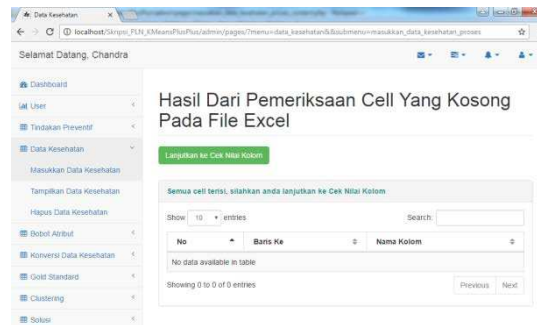 Data Kesehatan
localhost/Skripsi_PLN_KMeansPlusPlus/admin/pages/?menu=data_kesehatan&&submenu=masukkan_data_kesehatan_proses
Selamat Datang, Chandra
Dashboard
User
Tindakan Preventif
Data Kesehatan
Masukkan Data Kesehatan
Tampilkan Data Kesehatan
Hapus Data Kesehatan
Bobot Atribut
Konversi Data Kesehatan
Gold Standard
Clustering
Solusi
Hasil Dari Pemeriksaan Cell Yang Kosong
Pada File Excel
Lanjutkan ke Cek Nilai Kolom
Semua cell terisi, silahkan anda lanjutkan ke Cek Nilai Kolom
Show 10 entries Search:
No Baris Ke Nama Kolom
No data available in table
Showing 0 to 0 of 0 entries Previous Next